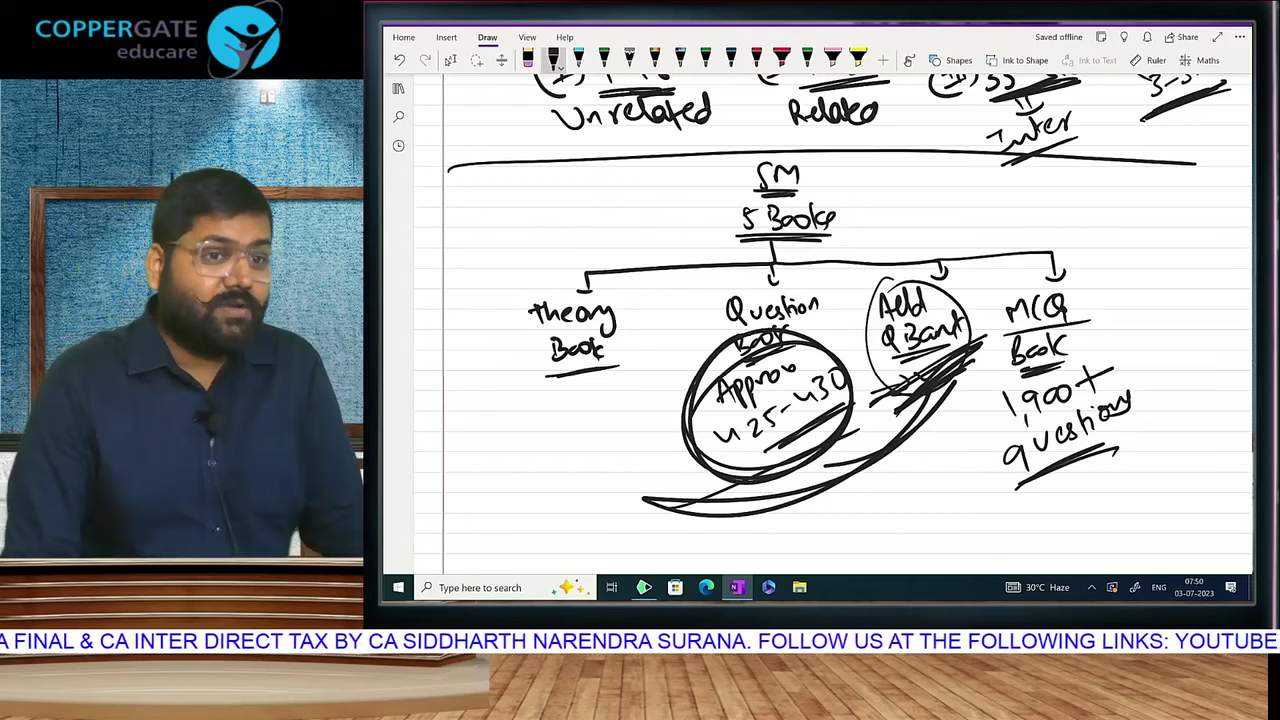 COPPERGATE
educare
Home Insert Draw View Help
Saved offline
Share
Shapes
Ink to Shape
Ink to Text
Ruler
Maths
Unrelated
Related
Inter
SM
5 Books
Theory
Book
Question
Book
Approx
425-430
Add
Q Bank
MCQ
Book
1,900+
questions
Type here to search
30°C Haze
ENG
07:50
03-07-2023
A FINAL & CA INTER DIRECT TAX BY CA SIDDHARTH NARENDRA SURANA. FOLLOW US AT THE FOLLOWING LINKS: YOUTUBE